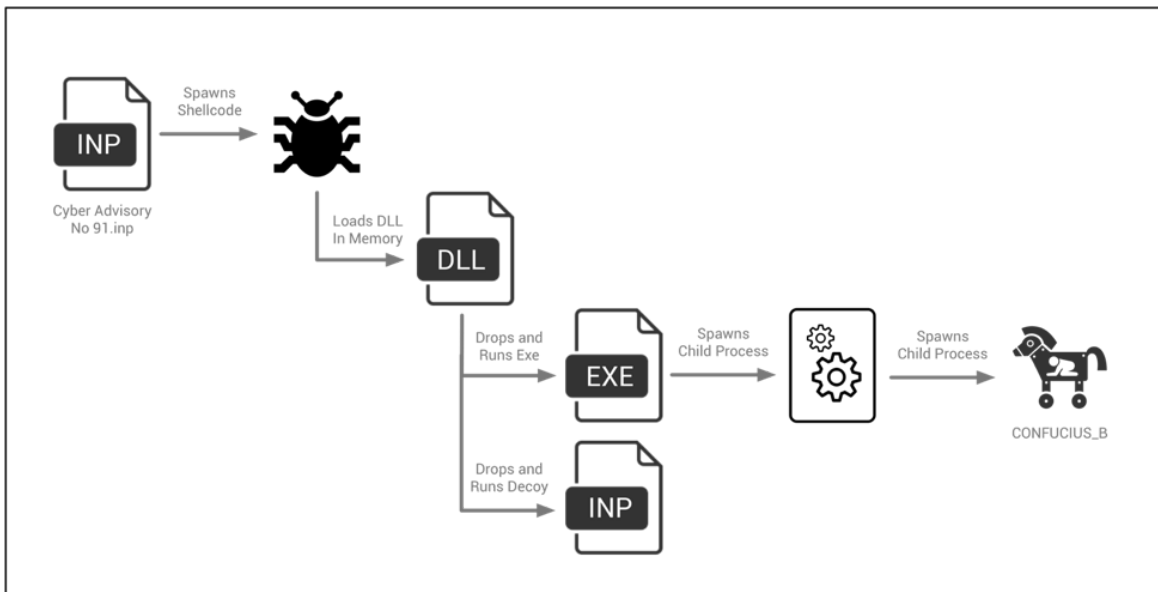 Spawns
Shellcode
INP
Cyber Advisory
No 91.inp
Loads DLL
In Memory
DLL
Drops and
Runs Exe
EXE
Spawns
Child Process
Spawns
Child Process
CONFUCIUS_B
Drops and
Runs Decoy
INP